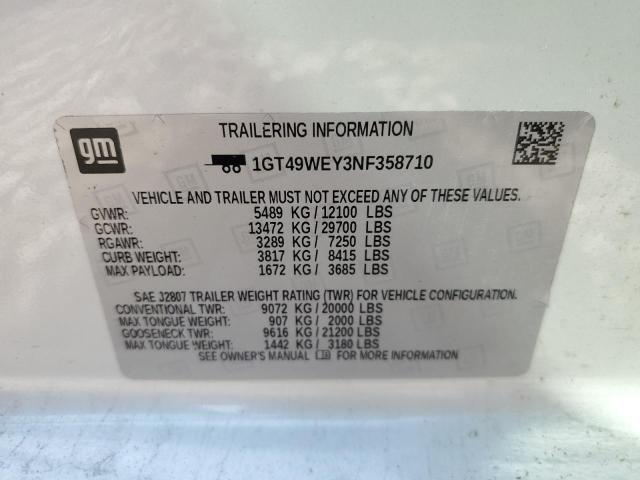 gm
TRAILERING INFORMATION
1GT49WEY3NF358710
VEHICLE AND TRAILER MUST NOT EXCEED ANY OF THESE VALUES.
GVWR: 5489 KG / 12100 LBS
GCWR: 13472 KG / 29700 LBS
RGAWR: 3289 KG / 7250 LBS
CURB WEIGHT: 3817 KG / 8415 LBS
MAX PAYLOAD: 1672 KG / 3685 LBS
SAE J2807 TRAILER WEIGHT RATING (TWR) FOR VEHICLE CONFIGURATION.
CONVENTIONAL TWR: 9072 KG / 20000 LBS
MAX TONGUE WEIGHT: 907 KG / 2000 LBS
GOOSENECK TWR: 9616 KG / 21200 LBS
MAX TONGUE WEIGHT: 1442 KG / 3180 LBS
SEE OWNER'S MANUAL FOR MORE INFORMATION